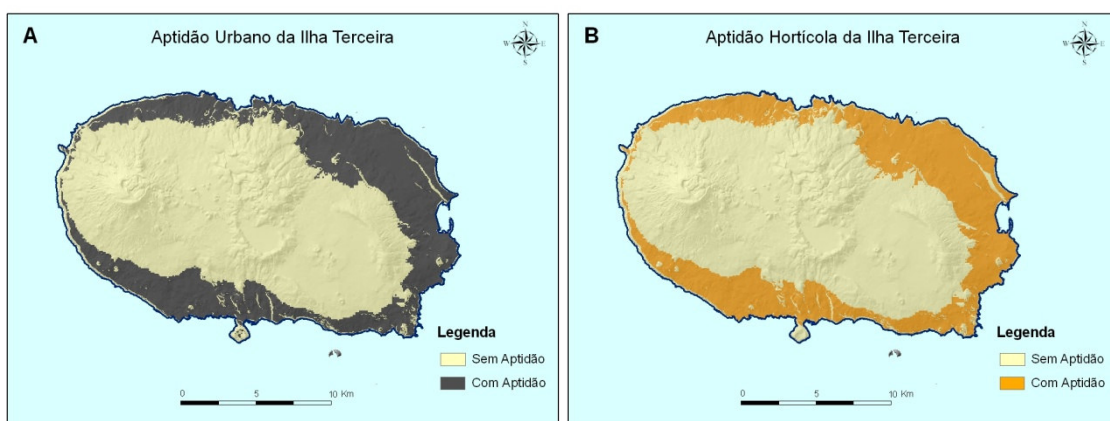 A
Aptidão Urbano da Ilha Terceira
N
W E
S
Legenda
Sem Aptidão
Com Aptidão
0 5 10 Km
B
Aptidão Hortícola da Ilha Terceira
N
W E
S
Legenda
Sem Aptidão
Com Aptidão
0 5 10 Km